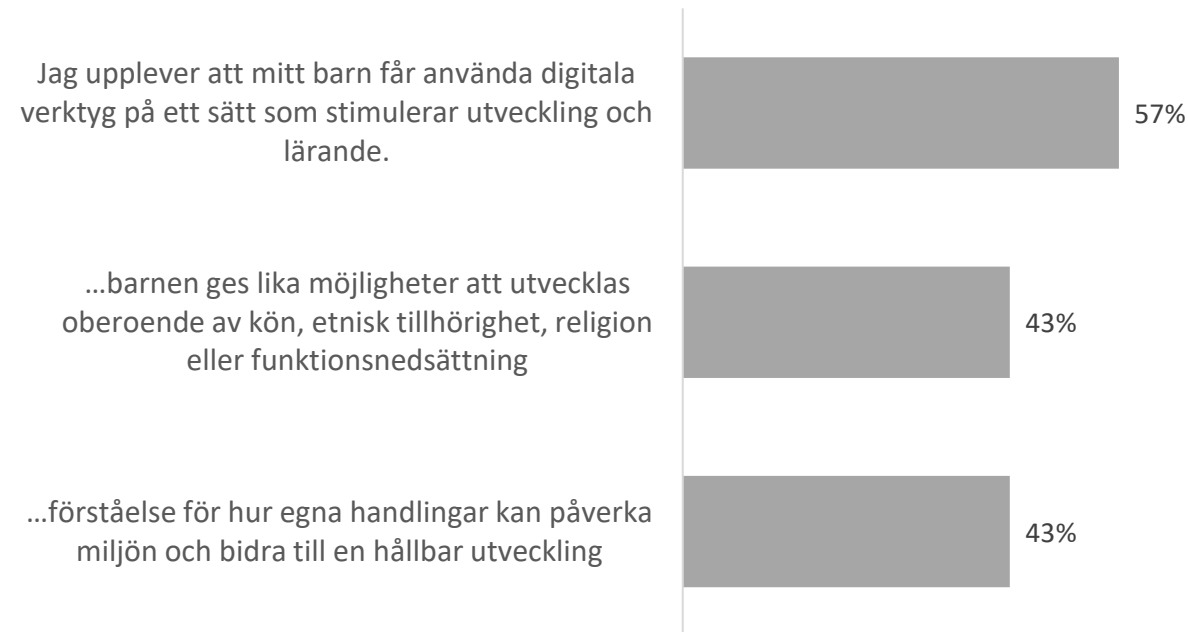 Jag upplever att mitt barn får använda digitala
verktyg på ett sätt som stimulerar utveckling och
lärande.
57%
…barnen ges lika möjligheter att utvecklas
oberoende av kön, etnisk tillhörighet, religion
eller funktionsnedsättning
43%
…förståelse för hur egna handlingar kan påverka
miljön och bidra till en hållbar utveckling
43%